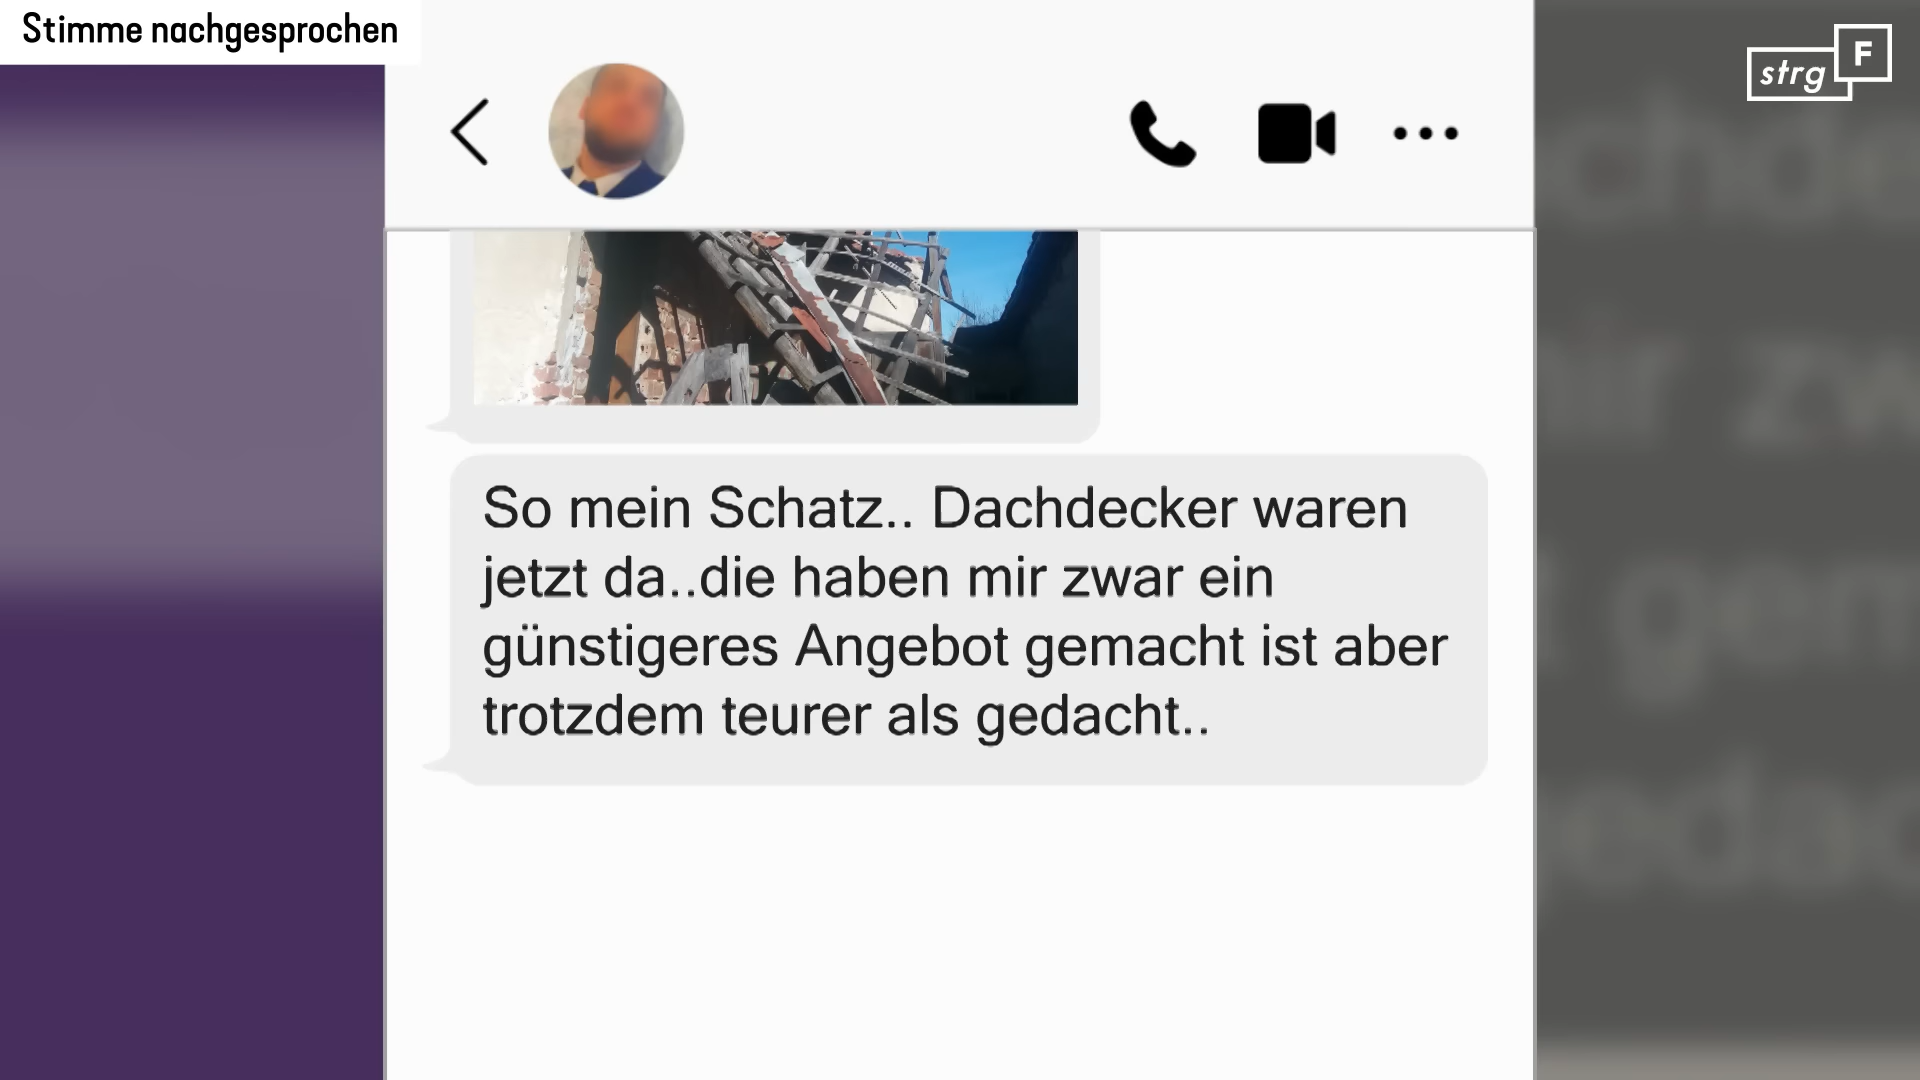 Stimme nachgesprochen
strg F
So mein Schatz.. Dachdecker waren
jetzt da..die haben mir zwar ein
günstigeres Angebot gemacht ist aber
trotzdem teurer als gedacht..